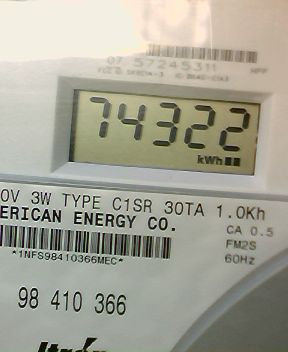 07 57245311
74322
kWh
0V 3W TYPE C1SR 30TA 1.0Kh
ERICAN ENERGY CO.
CA 0.5
FM2S
*1NFS98410366MEC*
60Hz
98 410 366
Itron